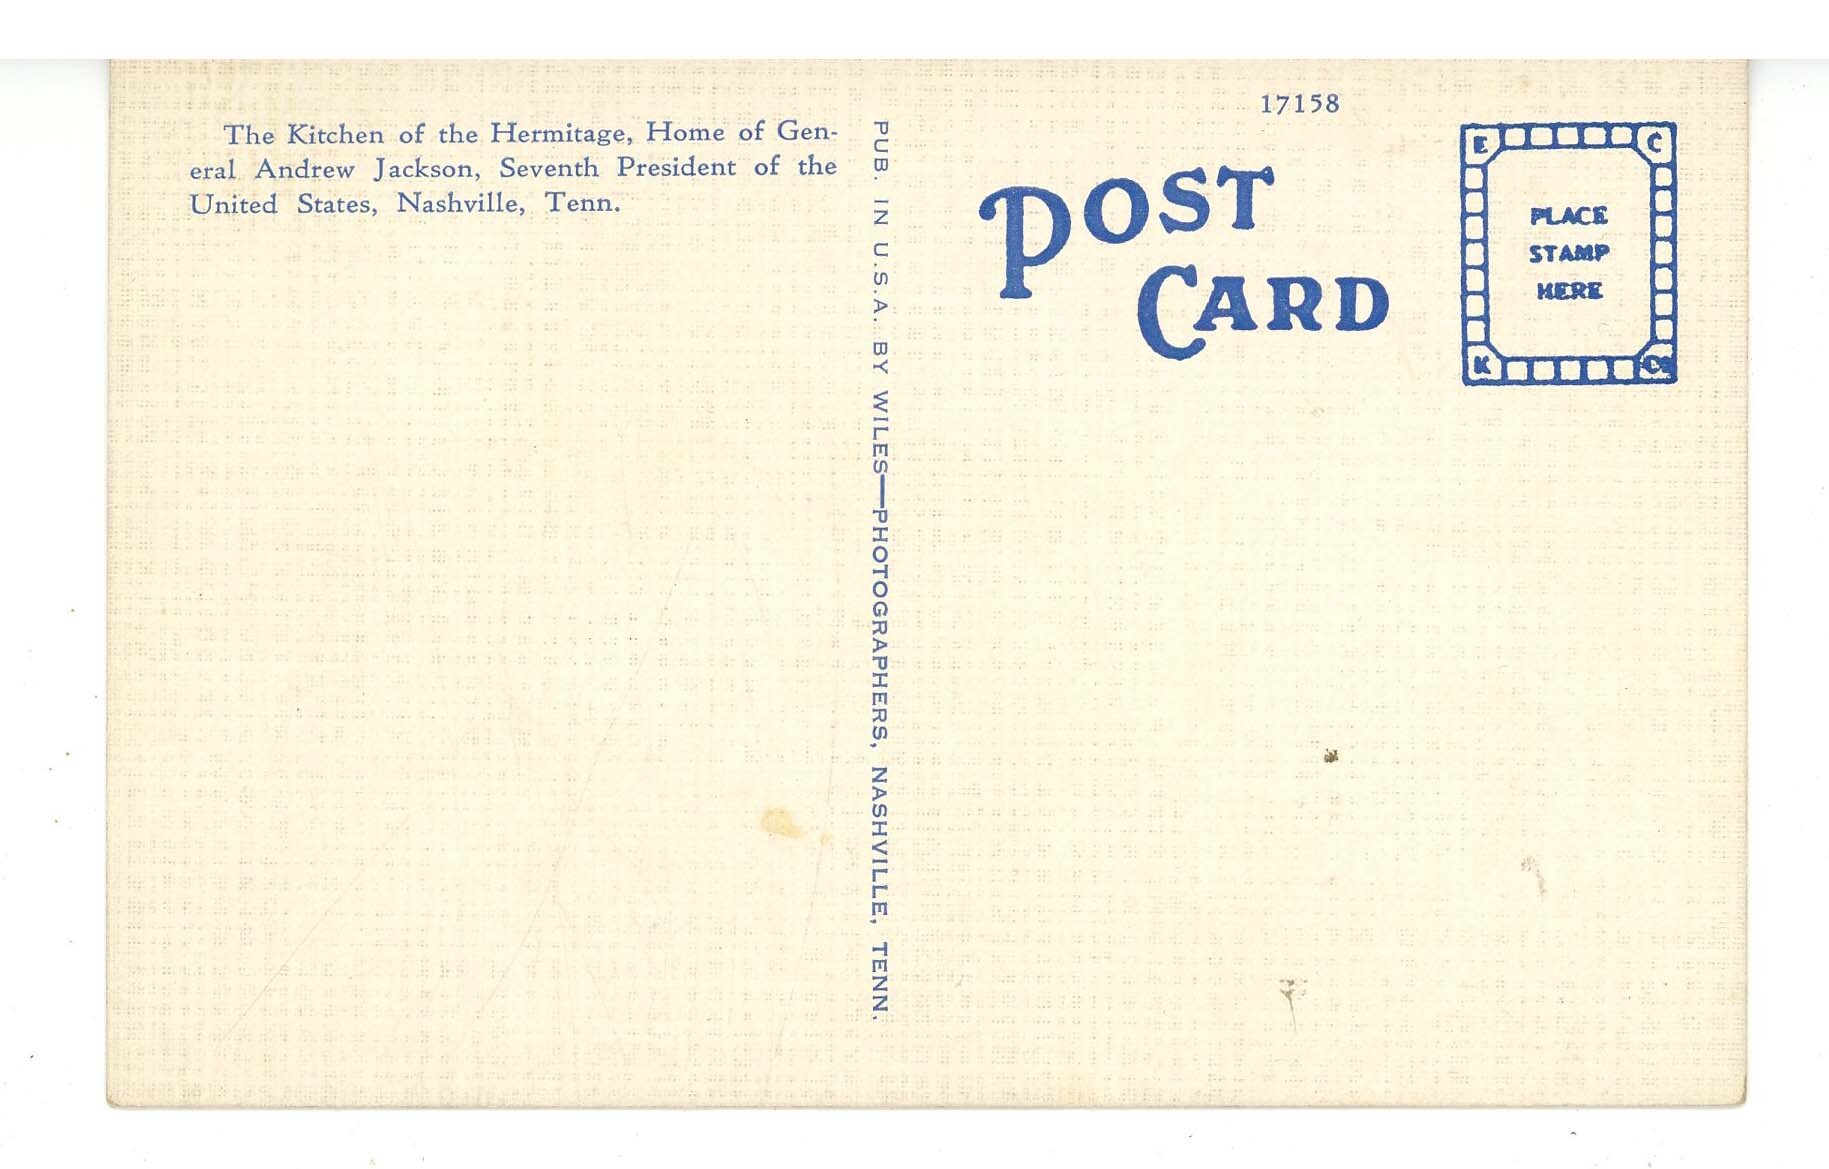 The Kitchen of the Hermitage, Home of Gen-
eral Andrew Jackson, Seventh President of the
United States, Nashville, Tenn.
PUB. IN U.S.A. BY WILES—PHOTOGRAPHERS, NASHVILLE, TENN.
17158
POST
CARD
E C
PLACE
STAMP
HERE
K Co